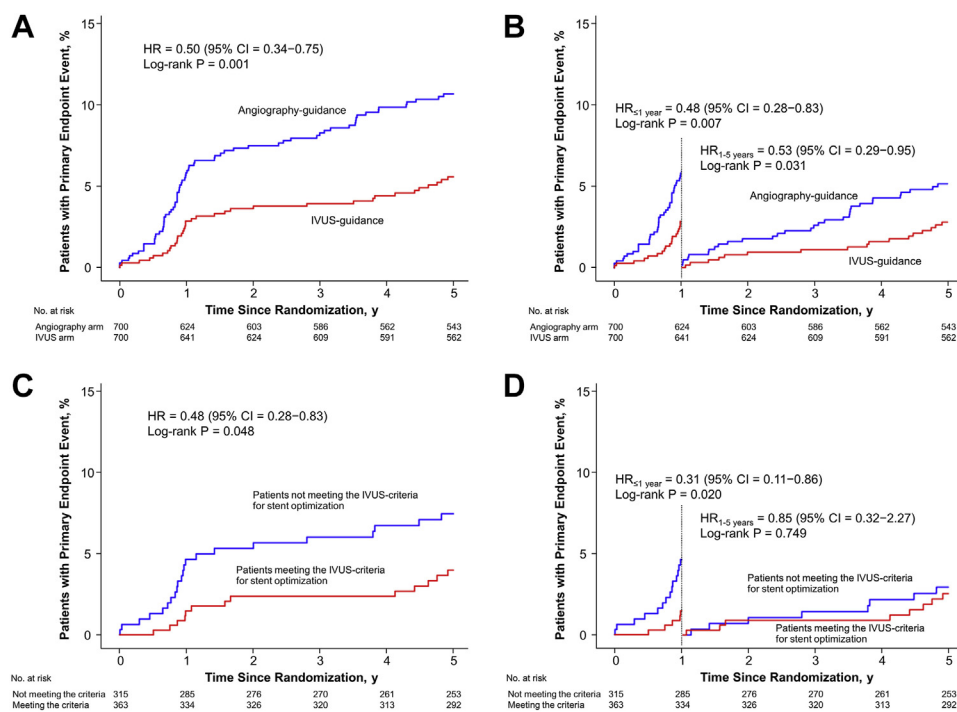 A
Patients with Primary Endpoint Event, %
15
10
5
0
HR = 0.50 (95% CI = 0.34–0.75)
Log-rank P = 0.001
Angiography-guidance
IVUS-guidance
0 1 2 3 4 5
Time Since Randomization, y
No. at risk
Angiography arm 700 624 603 586 562 543
IVUS arm 700 641 624 609 591 562
B
Patients with Primary Endpoint Event, %
15
10
5
0
HR≤1 year = 0.48 (95% CI = 0.28–0.83)
Log-rank P = 0.007
HR1-5 years = 0.53 (95% CI = 0.29–0.95)
Log-rank P = 0.031
Angiography-guidance
IVUS-guidance
0 1 2 3 4 5
Time Since Randomization, y
No. at risk
Angiography arm 700 624 603 586 562 543
IVUS arm 700 641 624 609 591 562
C
Patients with Primary Endpoint Event, %
15
10
5
0
HR = 0.48 (95% CI = 0.28–0.83)
Log-rank P = 0.048
Patients not meeting the IVUS-criteria
for stent optimization
Patients meeting the IVUS-criteria
for stent optimization
0 1 2 3 4 5
Time Since Randomization, y
No. at risk
Not meeting the criteria 315 285 276 270 261 253
Meeting the criteria 363 334 326 320 313 292
D
Patients with Primary Endpoint Event, %
15
10
5
0
HR≤1 year = 0.31 (95% CI = 0.11–0.86)
Log-rank P = 0.020
HR1-5 years = 0.85 (95% CI = 0.32–2.27)
Log-rank P = 0.749
Patients not meeting the IVUS-criteria
for stent optimization
Patients meeting the IVUS-criteria
for stent optimization
0 1 2 3 4 5
Time Since Randomization, y
No. at risk
Not meeting the criteria 315 285 276 270 261 253
Meeting the criteria 363 334 326 320 313 292